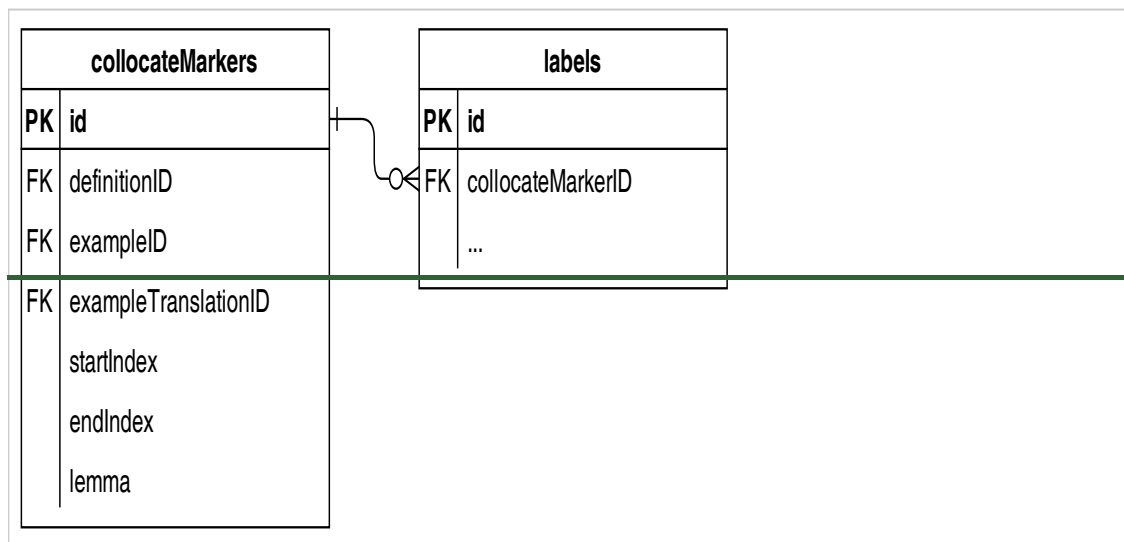 collocateMarkers
PK id
FK definitionID
FK exampleID
FK exampleTranslationID
startIndex
endIndex
lemma
labels
PK id
FK collocateMarkerID
...